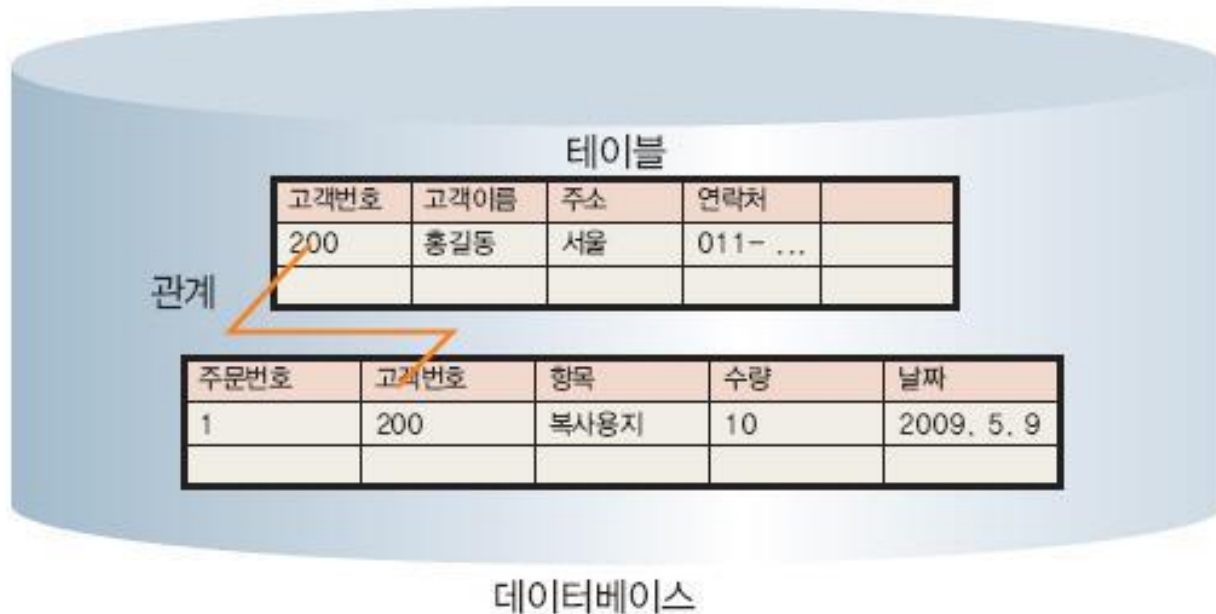 테이블
고객번호 고객이름 주소 연락처
200 홍길동 서울 011- ...
관계
주문번호 고객번호 항목 수량 날짜
1 200 복사용지 10 2009. 5. 9
데이터베이스